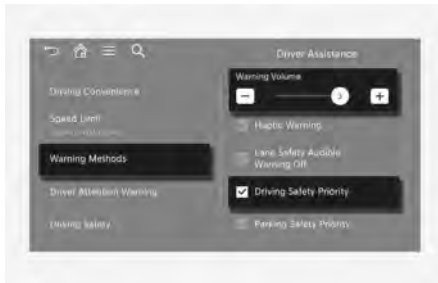 Driver Assistance
Driving Convenience
Speed Limit
Warning Methods
Driver Attention Warning
Driving Safety
Warning Volume
3
Haptic Warning
Lane Safety Audible
Warning Off
Driving Safety Priority
Parking Safety Priority